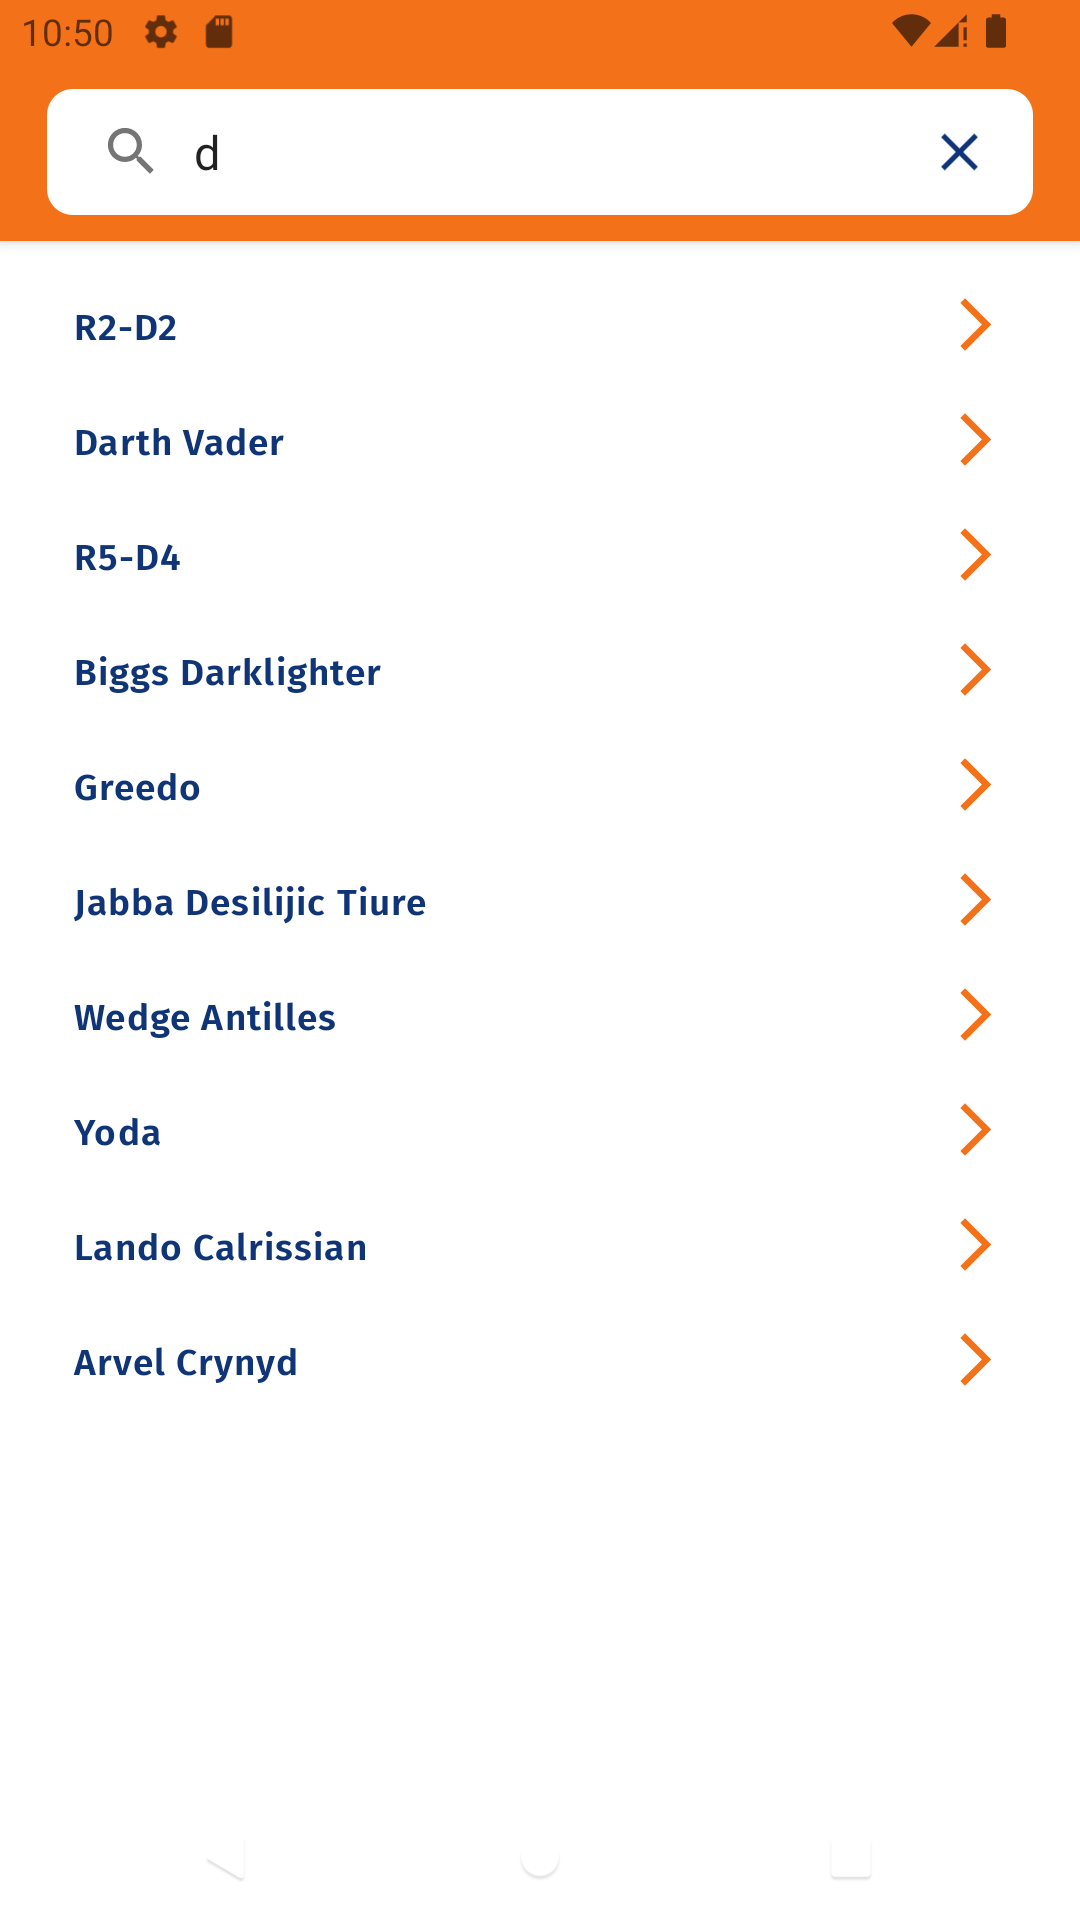 10:50
d
R2-D2
Darth Vader
R5-D4
Biggs Darklighter
Greedo
Jabba Desilijic Tiure
Wedge Antilles
Yoda
Lando Calrissian
Arvel Crynyd